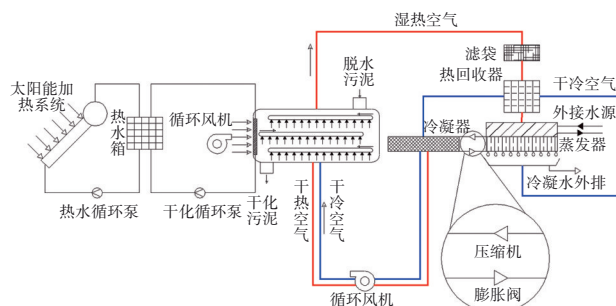 湿热空气
滤袋
热回收器
干冷空气
太阳能加
热系统
脱水
污泥
热
水
箱
循环风机
冷凝器
外接水源
蒸发器
热水循环泵
干化循环泵
干化
污泥
干
热
空
气
干
冷
空
气
冷凝水外排
压缩机
膨胀阀
循环风机